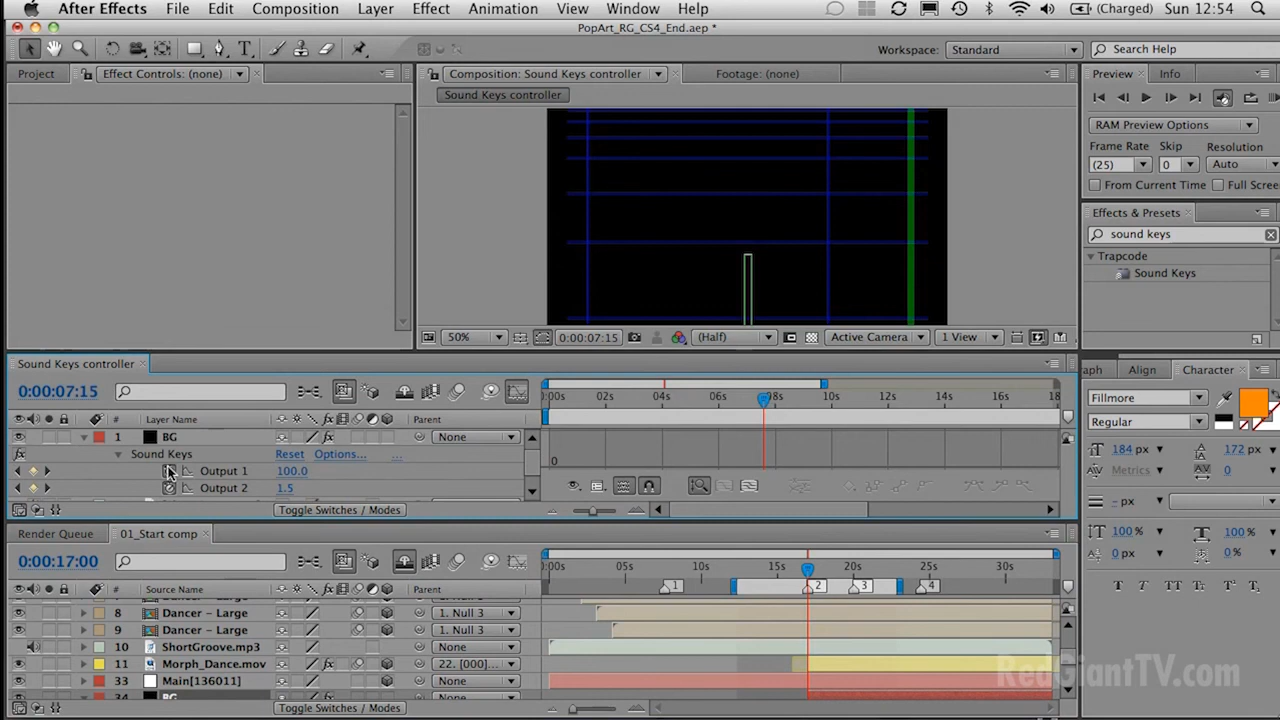 After Effects File Edit Composition Layer Effect Animation View Window Help (Charged) Sun 12:54
PopArt_RG_CS4_End.aep *
T Workspace: Standard Search Help
Project Effect Controls: (none) Composition: Sound Keys controller Footage: (none) Preview Info
Sound Keys controller
RAM Preview Options
Frame Rate Skip Resolution
(25) 0 Auto
From Current Time Full Scree
Effects & Presets
sound keys
Trapcode
Sound Keys
50% 0:00:07:15 (Half) Active Camera 1 View
Sound Keys controller
raph Align Character
0:00:07:15 :00s 02s 04s 06s 08s 10s 12s 14s 16s 18
Fillmore
# Layer Name Parent
Regular
1 BG None
184 px 172 px
Sound Keys Reset Options... ...
Output 1 100.0 0
Metrics 0
Output 2 1.5
- px
Toggle Switches / Modes
100% 100%
Render Queue 01_Start comp
0 px 0 %
0:00:17:00 :00s 05s 10s 15s 20s 25s 30s
# Source Name Parent 1 2 3 4
T T TT Tt T T
8 Dancer - Large 1. Null 3
9 Dancer - Large 1. Null 3
10 ShortGroove.mp3 None
11 Morph_Dance.mov 22. [000]...
33 Main[136011] None
RedGiantTV.com
34 BG
Toggle Switches / Modes